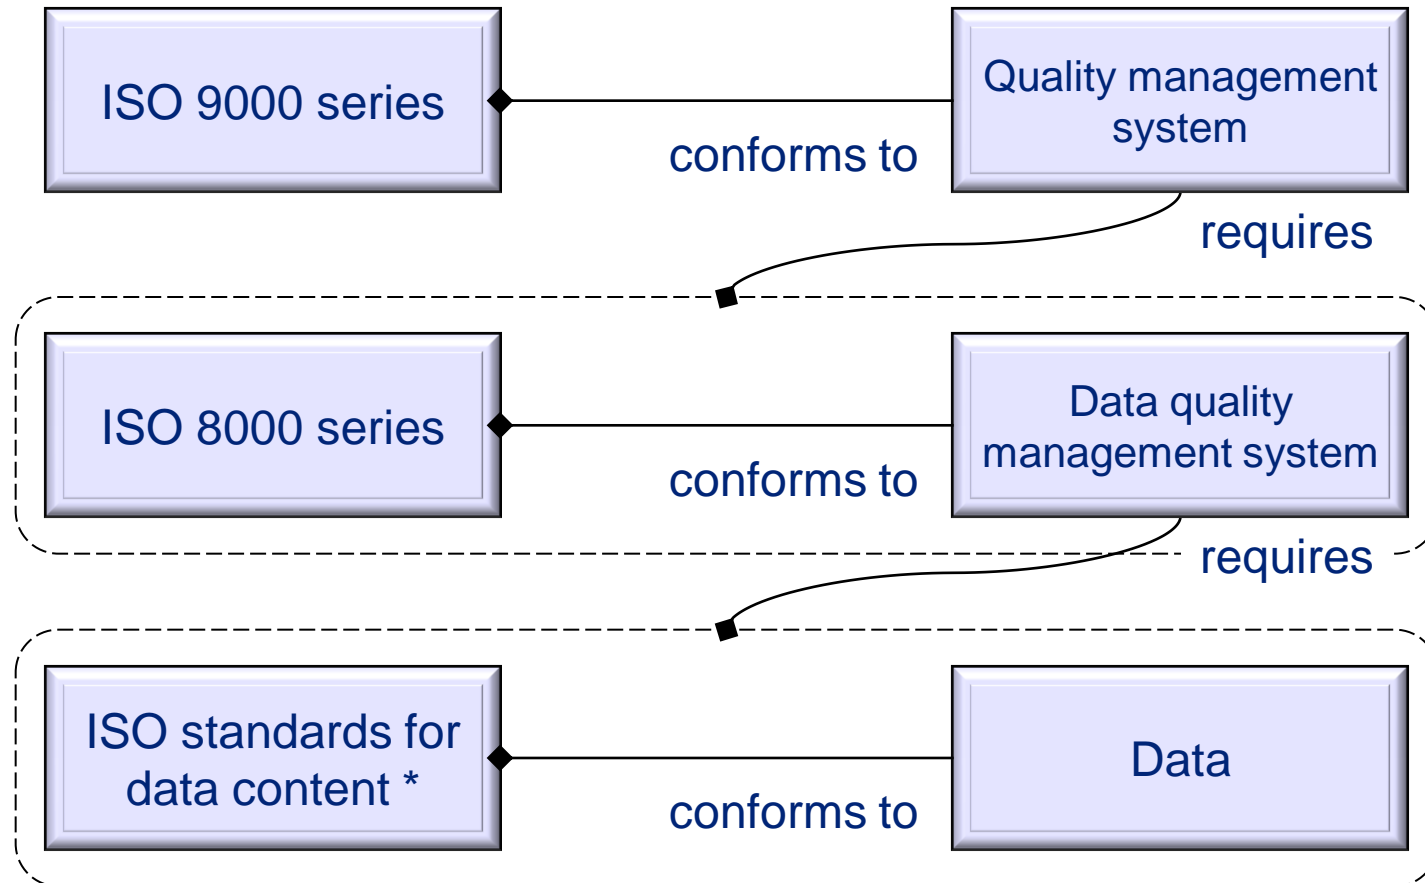 ISO 9000 series
Quality management
system
conforms to
requires
ISO 8000 series
Data quality
management system
conforms to
requires
ISO standards for
data content *
Data
conforms to